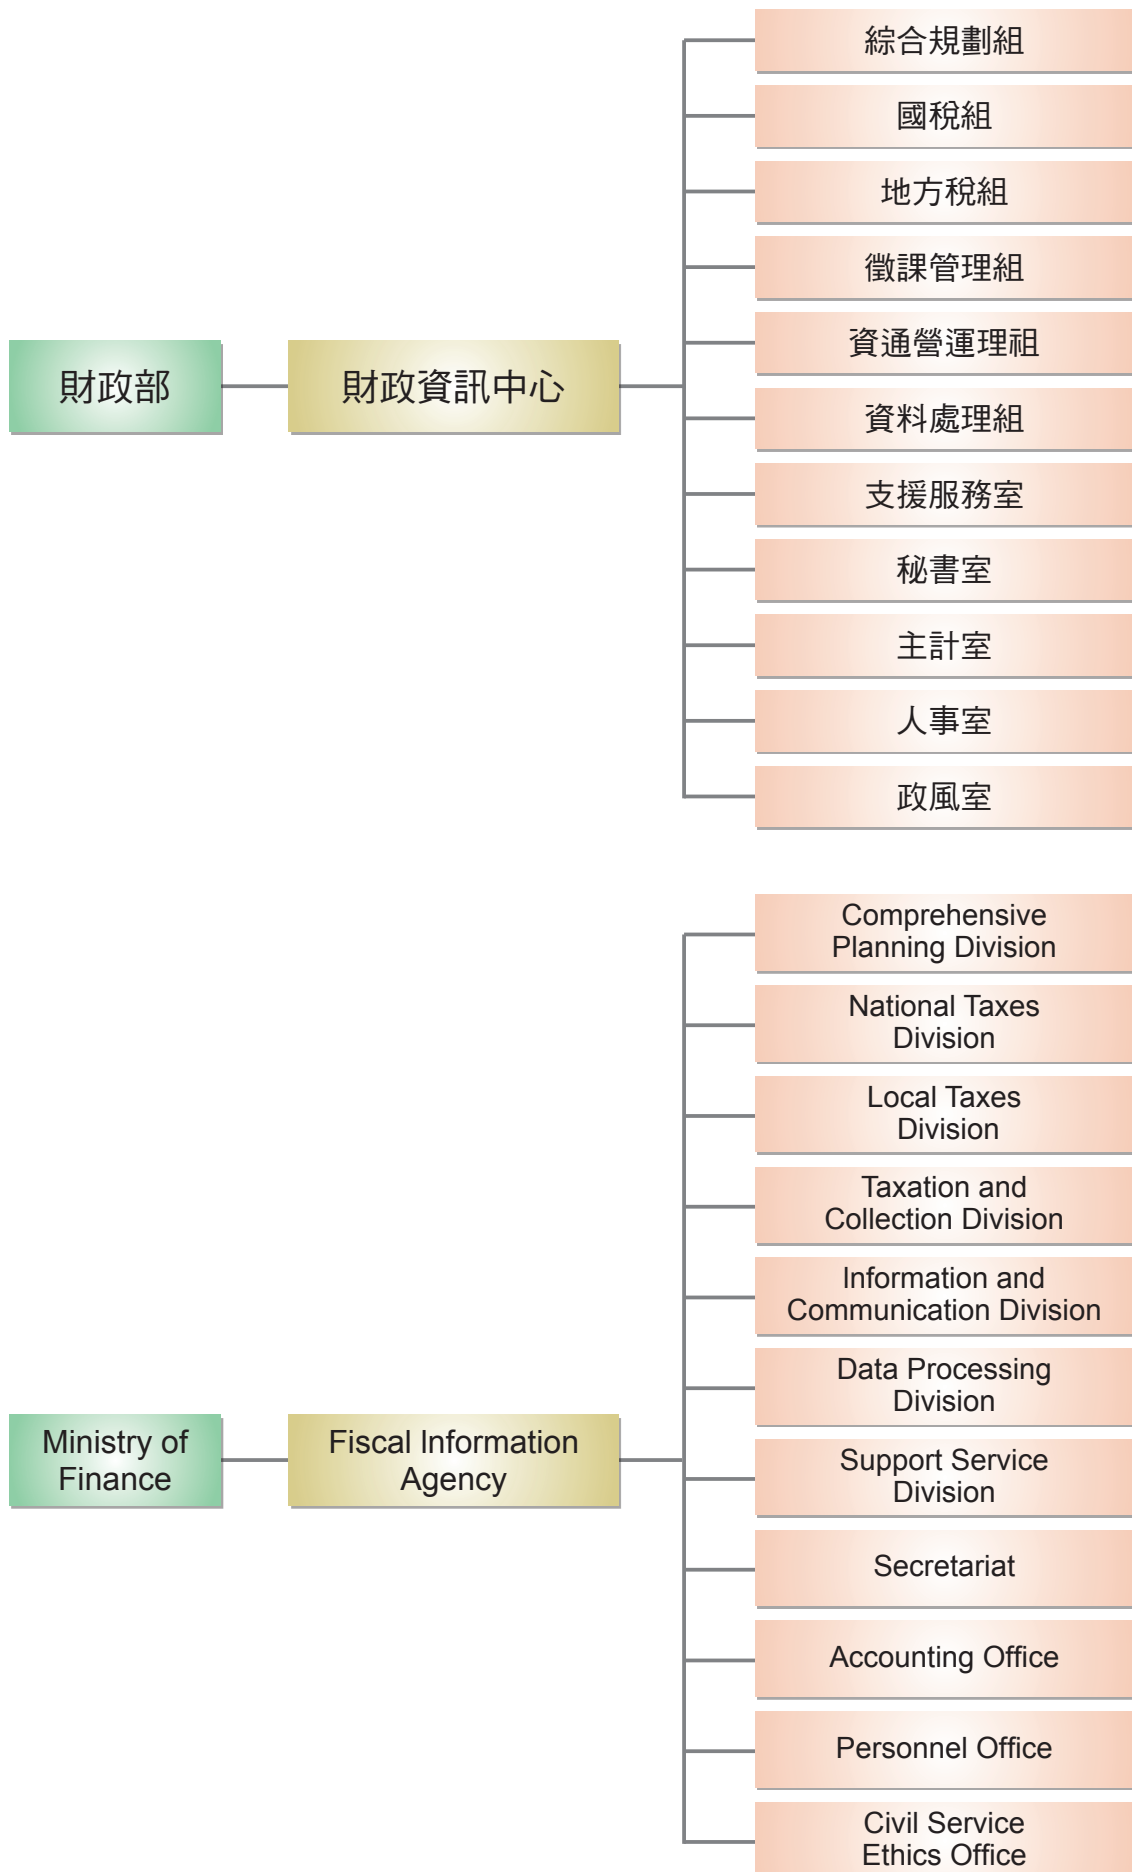 綜合規劃組
國稅組
地方稅組
徵課管理組
資通營運理祖
資料處理組
支援服務室
秘書室
主計室
人事室
政風室
財政部
財政資訊中心
Comprehensive
Planning Division
National Taxes
Division
Local Taxes
Division
Taxation and
Collection Division
Information and
Communication Division
Data Processing
Division
Support Service
Division
Secretariat
Accounting Office
Personnel Office
Civil Service
Ethics Office
Ministry of
Finance
Fiscal Information
Agency